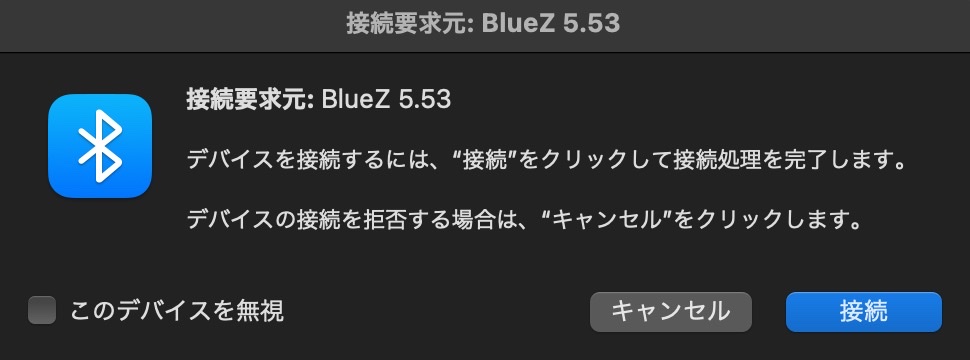 接続要求元: BlueZ 5.53
接続要求元: BlueZ 5.53
デバイスを接続するには、“接続”をクリックして接続処理を完了します。
デバイスの接続を拒否する場合は、“キャンセル”をクリックします。
このデバイスを無視
キャンセル
接続